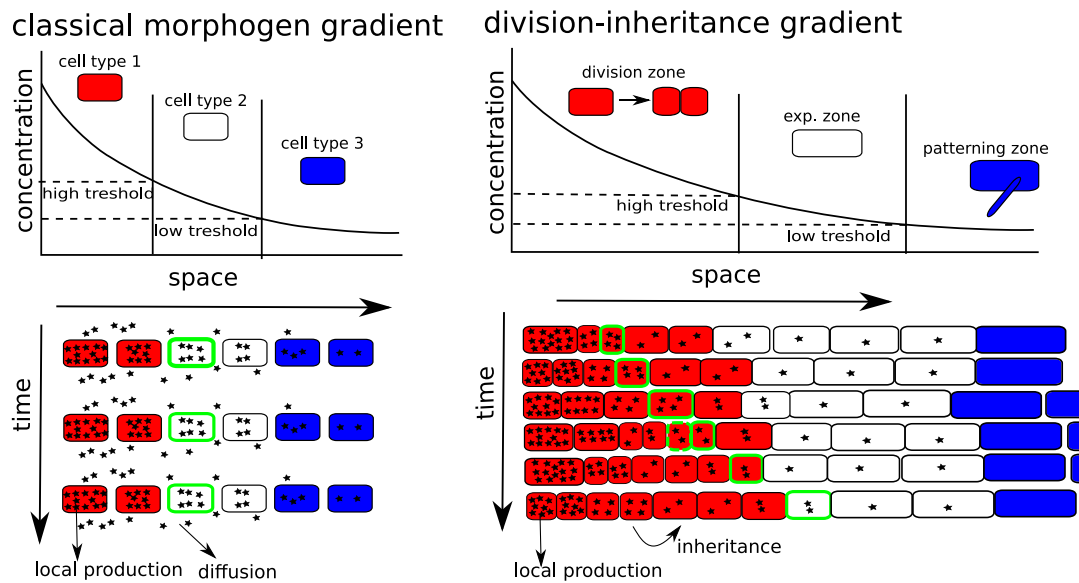 classical morphogen gradient
concentration
cell type 1
cell type 2
cell type 3
high treshold
low treshold
space
time
local production
diffusion
division-inheritance gradient
concentration
division zone
exp. zone
patterning zone
high treshold
low treshold
space
time
inheritance
local production